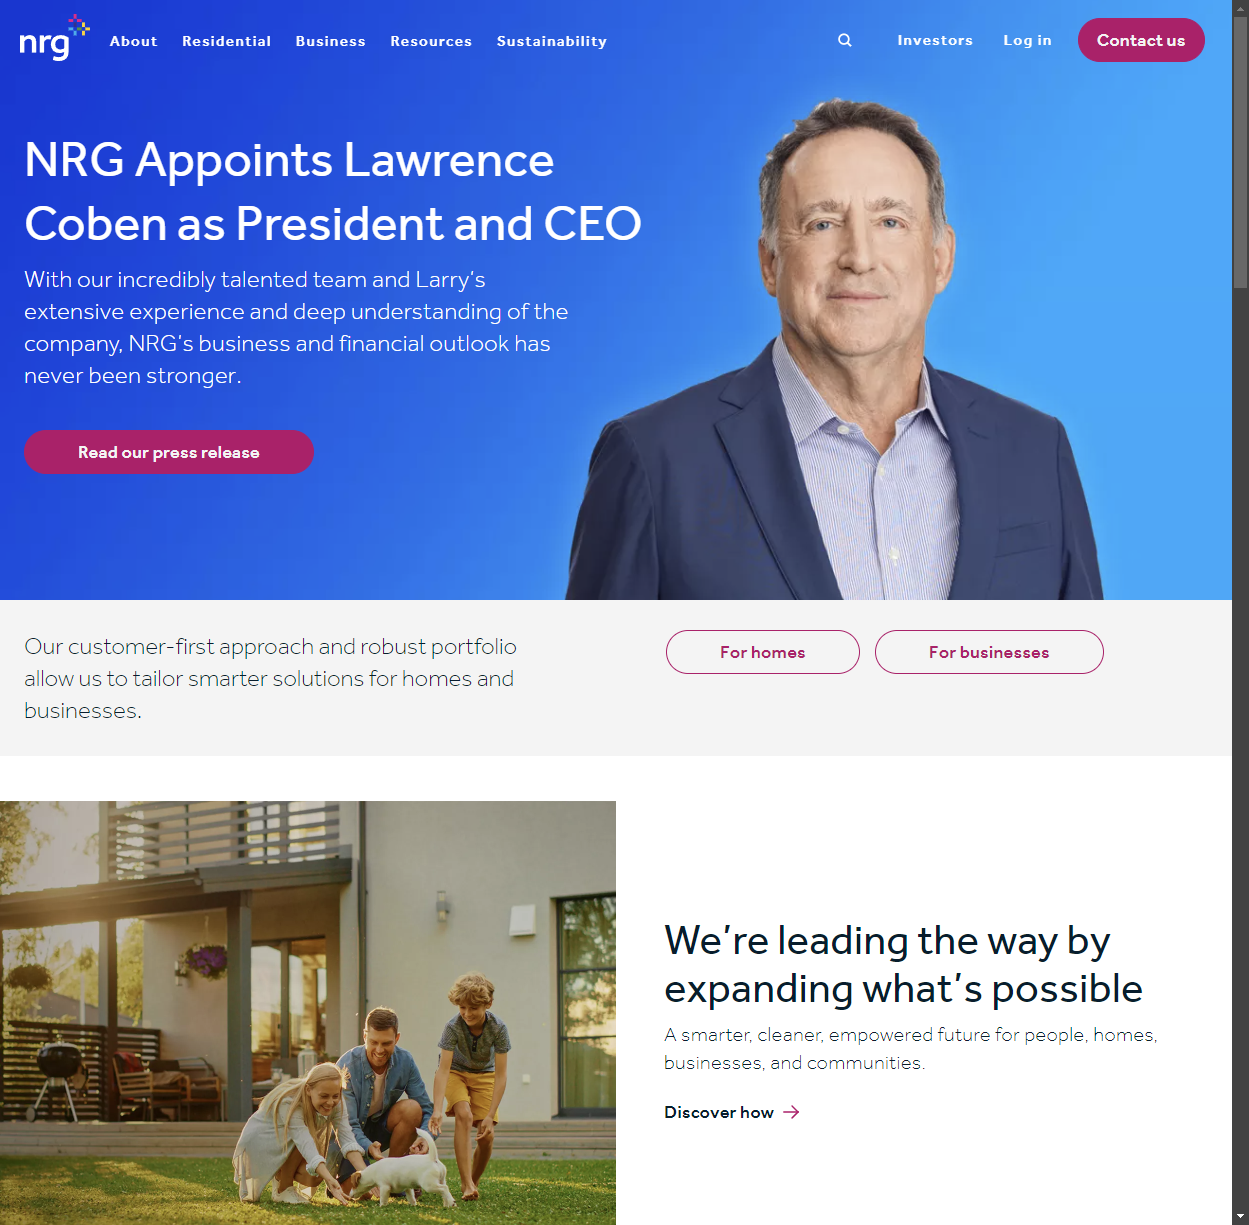 nrg
About Residential Business Resources Sustainability Investors Log in Contact us
NRG Appoints Lawrence
Coben as President and CEO
With our incredibly talented team and Larry's
extensive experience and deep understanding of the
company, NRG's business and financial outlook has
never been stronger.
Read our press release
Our customer-first approach and robust portfolio
allow us to tailor smarter solutions for homes and
businesses.
For homes For businesses
We're leading the way by
expanding what's possible
A smarter, cleaner, empowered future for people, homes,
businesses, and communities.
Discover how